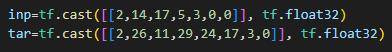 inp=tf.cast([[2,14,17,5,3,0,0]], tf.float32)
tar=tf.cast([[2,26,11,29,24,17,3,0]], tf.float32)